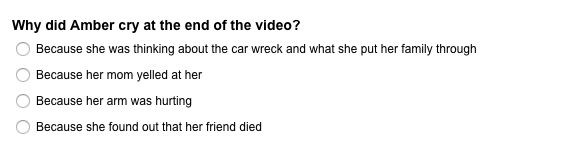 Why did Amber cry at the end of the video?
Because she was thinking about the car wreck and what she put her family through
Because her mom yelled at her
Because her arm was hurting
Because she found out that her friend died